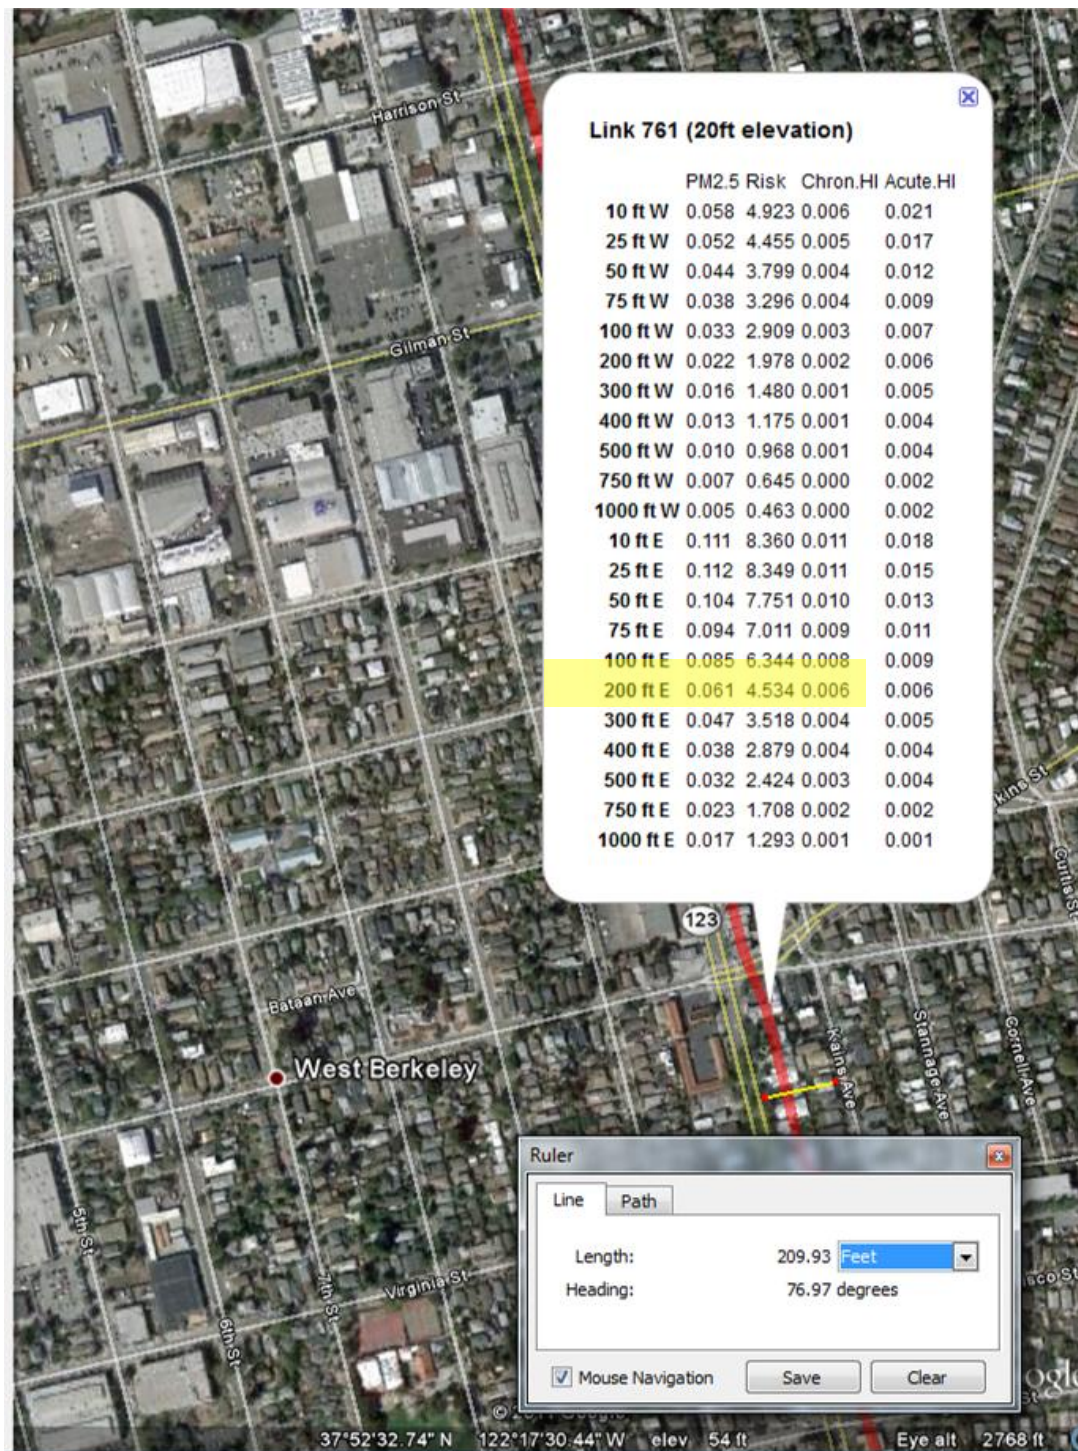 Harrison St
Gilman St
Link 761 (20ft elevation)
PM2.5 Risk Chron.HI Acute.HI
10 ft W 0.058 4.923 0.006 0.021
25 ft W 0.052 4.455 0.005 0.017
50 ft W 0.044 3.799 0.004 0.012
75 ft W 0.038 3.296 0.004 0.009
100 ft W 0.033 2.909 0.003 0.007
200 ft W 0.022 1.978 0.002 0.006
300 ft W 0.016 1.480 0.001 0.005
400 ft W 0.013 1.175 0.001 0.004
500 ft W 0.010 0.968 0.001 0.004
750 ft W 0.007 0.645 0.000 0.002
1000 ft W 0.005 0.463 0.000 0.002
10 ft E 0.111 8.360 0.011 0.018
25 ft E 0.112 8.349 0.011 0.015
50 ft E 0.104 7.751 0.010 0.013
75 ft E 0.094 7.011 0.009 0.011
100 ft E 0.085 6.344 0.008 0.009
200 ft E 0.061 4.534 0.006 0.006
300 ft E 0.047 3.518 0.004 0.005
400 ft E 0.038 2.879 0.004 0.004
500 ft E 0.032 2.424 0.003 0.004
750 ft E 0.023 1.708 0.002 0.002
1000 ft E 0.017 1.293 0.001 0.001
kins St
Curtis St
123
Bataan Ave
West Berkeley
Kains Ave
Stannage Ave
Cornell Ave
5th St
6th St
7th St
Virginia St
Ruler
Line Path
Length: 209.93 Feet
Heading: 76.97 degrees
Mouse Navigation Save Clear
isco St
ogle
37°52'32.74" N 122°17'30.44" W elev 54 ft Eye alt 2768 ft